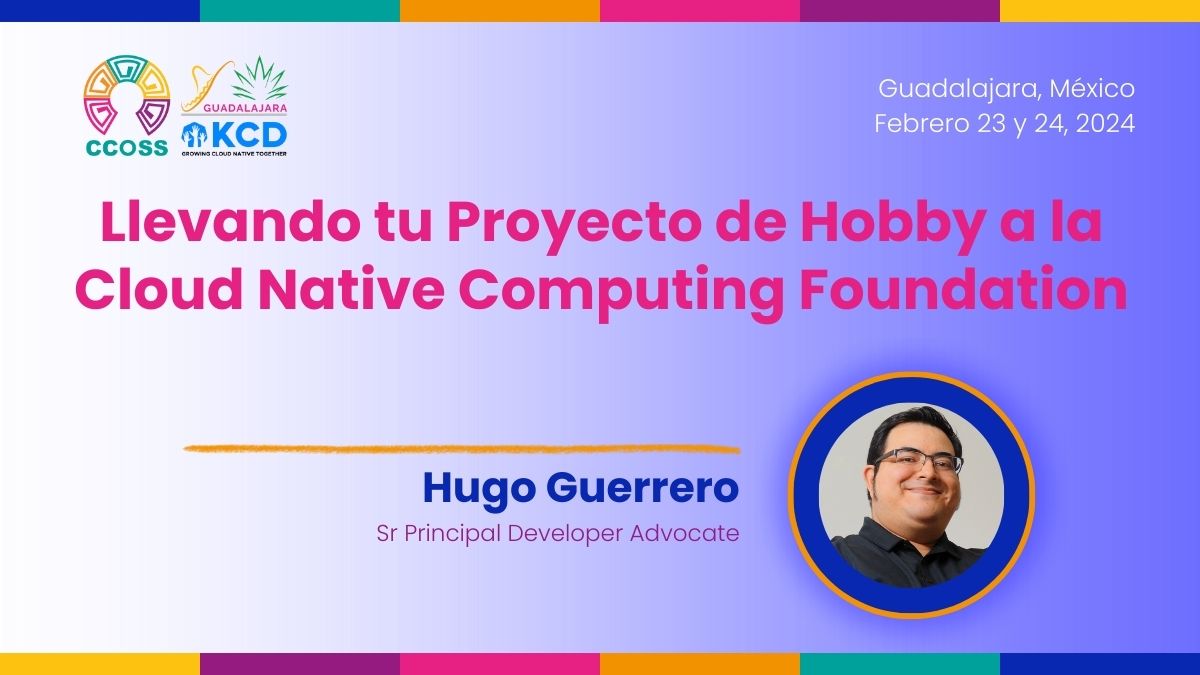 CCOSS
GUADALAJARA
KCD
GROWING CLOUD NATIVE TOGETHER
Guadalajara, México
Febrero 23 y 24, 2024
Llevando tu Proyecto de Hobby a la
Cloud Native Computing Foundation
Hugo Guerrero
Sr Principal Developer Advocate